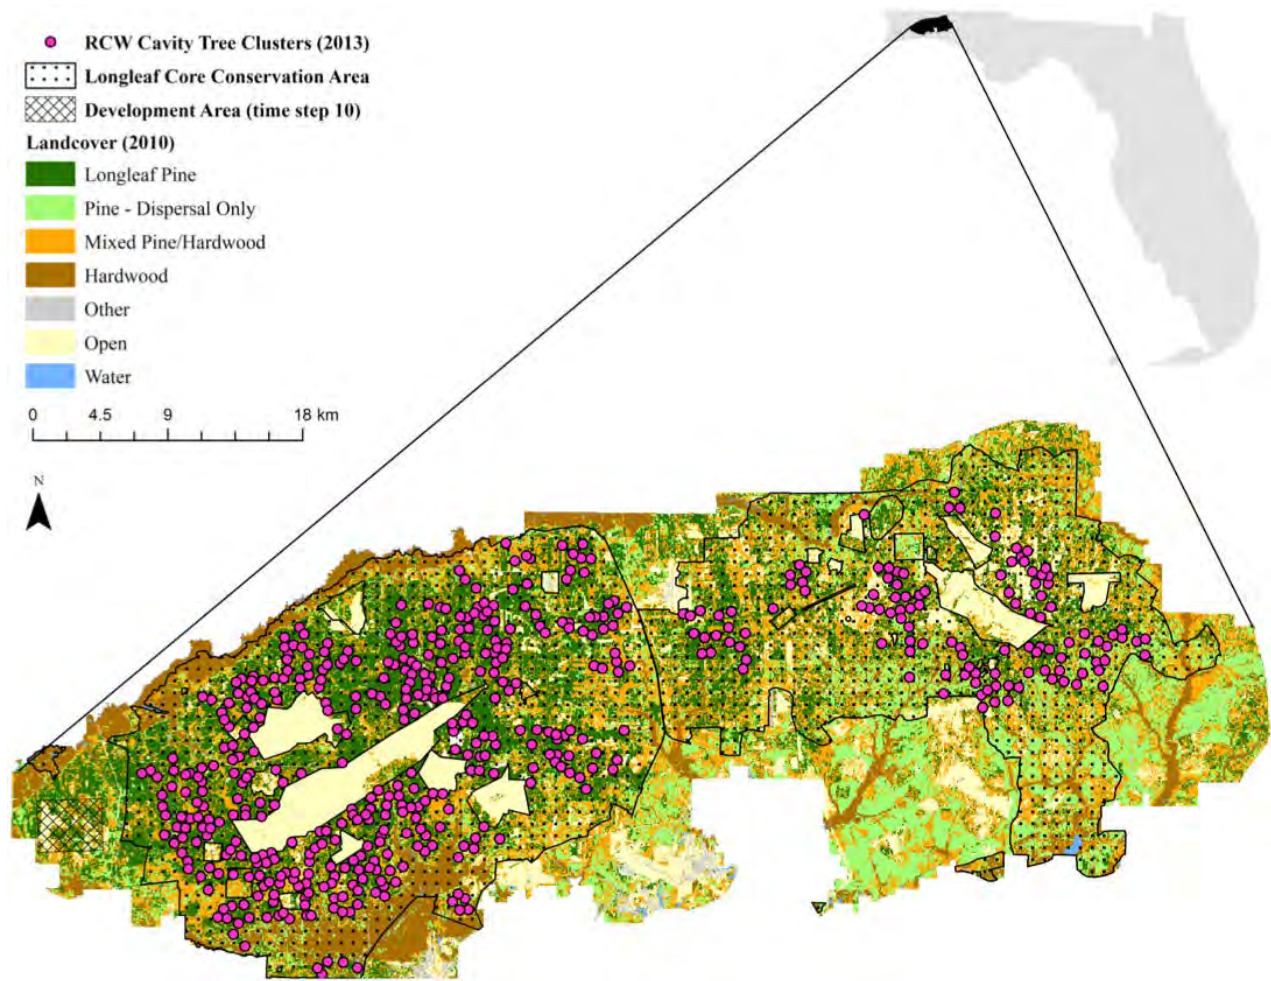 RCW Cavity Tree Clusters (2013)
Longleaf Core Conservation Area
Development Area (time step 10)
Landcover (2010)
Longleaf Pine
Pine - Dispersal Only
Mixed Pine/Hardwood
Hardwood
Other
Open
Water
0 4.5 9 18 km
N